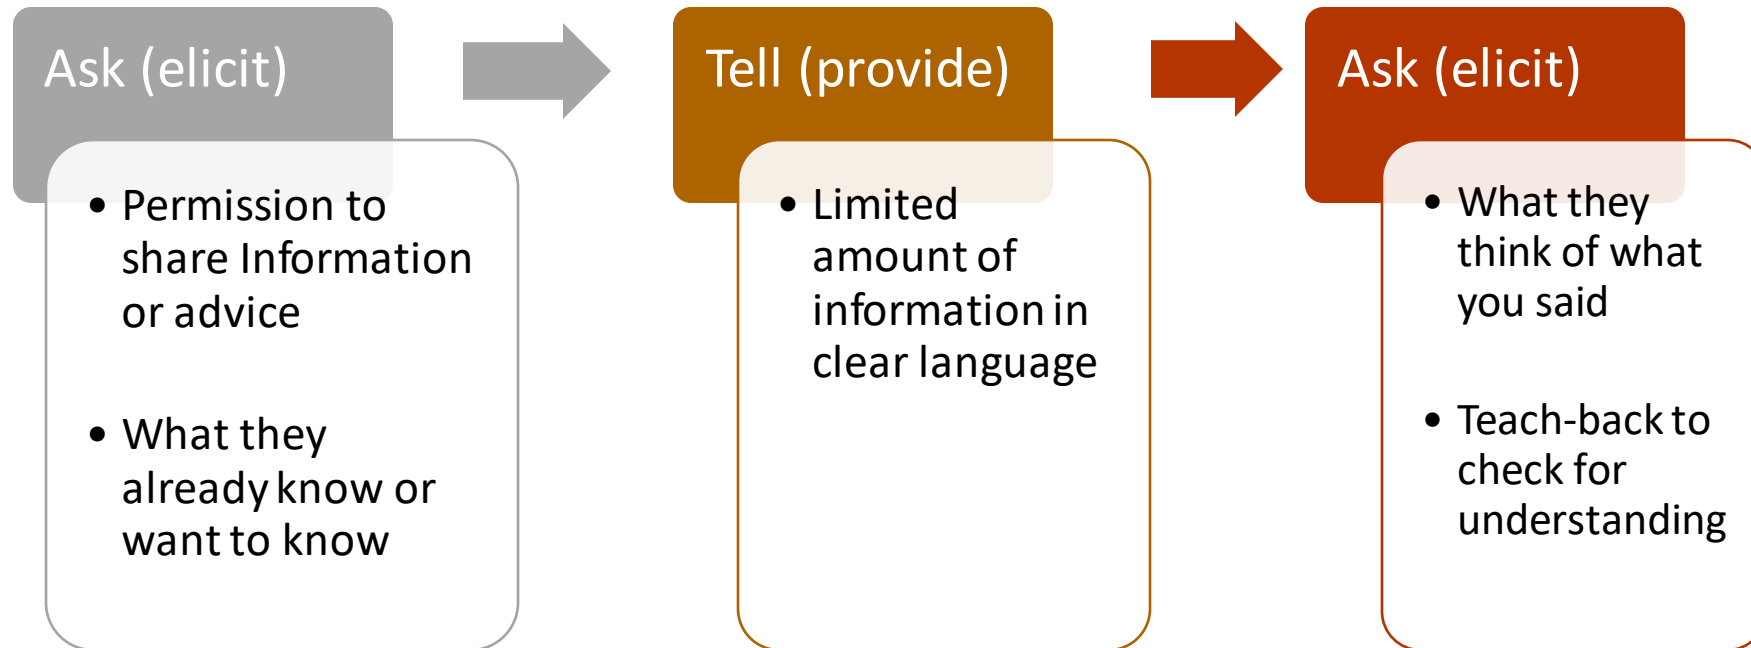 Ask (elicit)
• Permission to
share Information
or advice
• What they
already know or
want to know
Tell (provide)
• Limited
amount of
information in
clear language
Ask (elicit)
• What they
think of what
you said
• Teach-back to
check for
understanding